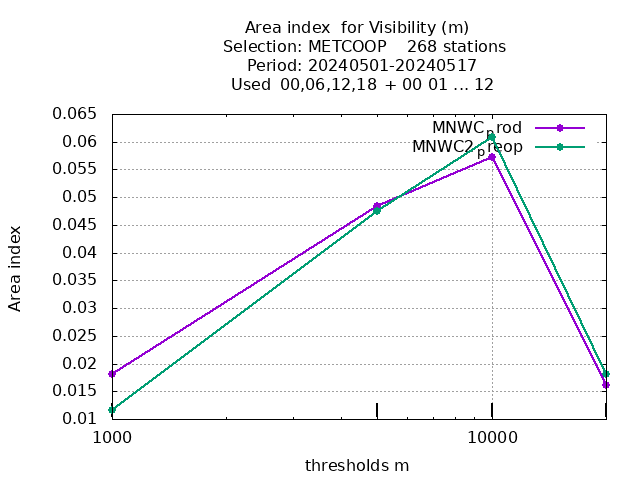 Area index  for Visibility (m)
Selection: METCOOP    268 stations
Period: 20240501-20240517
Used  00,06,12,18  + 00 01 ... 12
0.065
0.06
0.055
0.05
0.045
0.04
0.035
0.03
0.025
0.02
0.015
0.01
Area index
MNWCprod
MNWC2preop
1000
10000
thresholds m